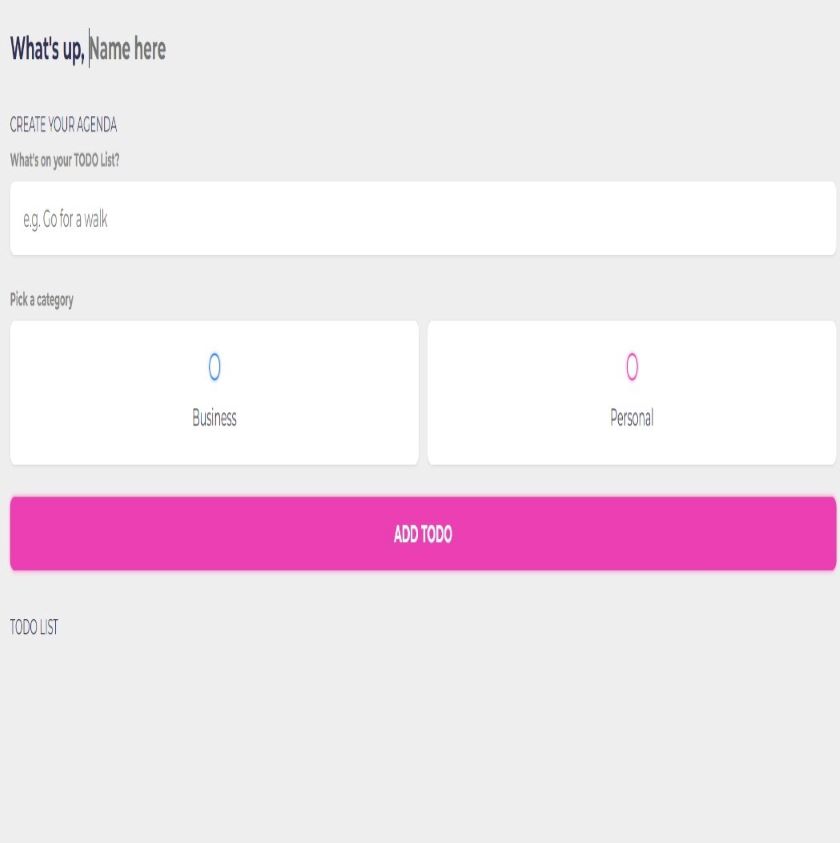 What's up, Name here
CREATE YOUR AGENDA
What's on your TODO List?
e.g. Go for a walk
Pick a category
Business
Personal
ADD TODO
TODO LIST